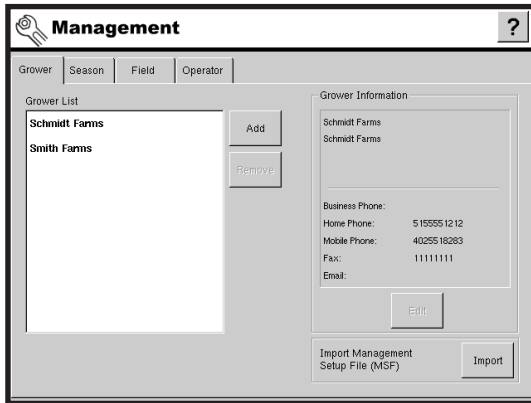 Management
?
Grower Season Field Operator
Grower List
Schmidt Farms
Smith Farms
Add
Remove
Grower Information
Schmidt Farms
Schmidt Farms
Business Phone:
Home Phone: 5155551212
Mobile Phone: 4025518283
Fax: 11111111
Email:
Edit
Import Management
Setup File (MSF)
Import